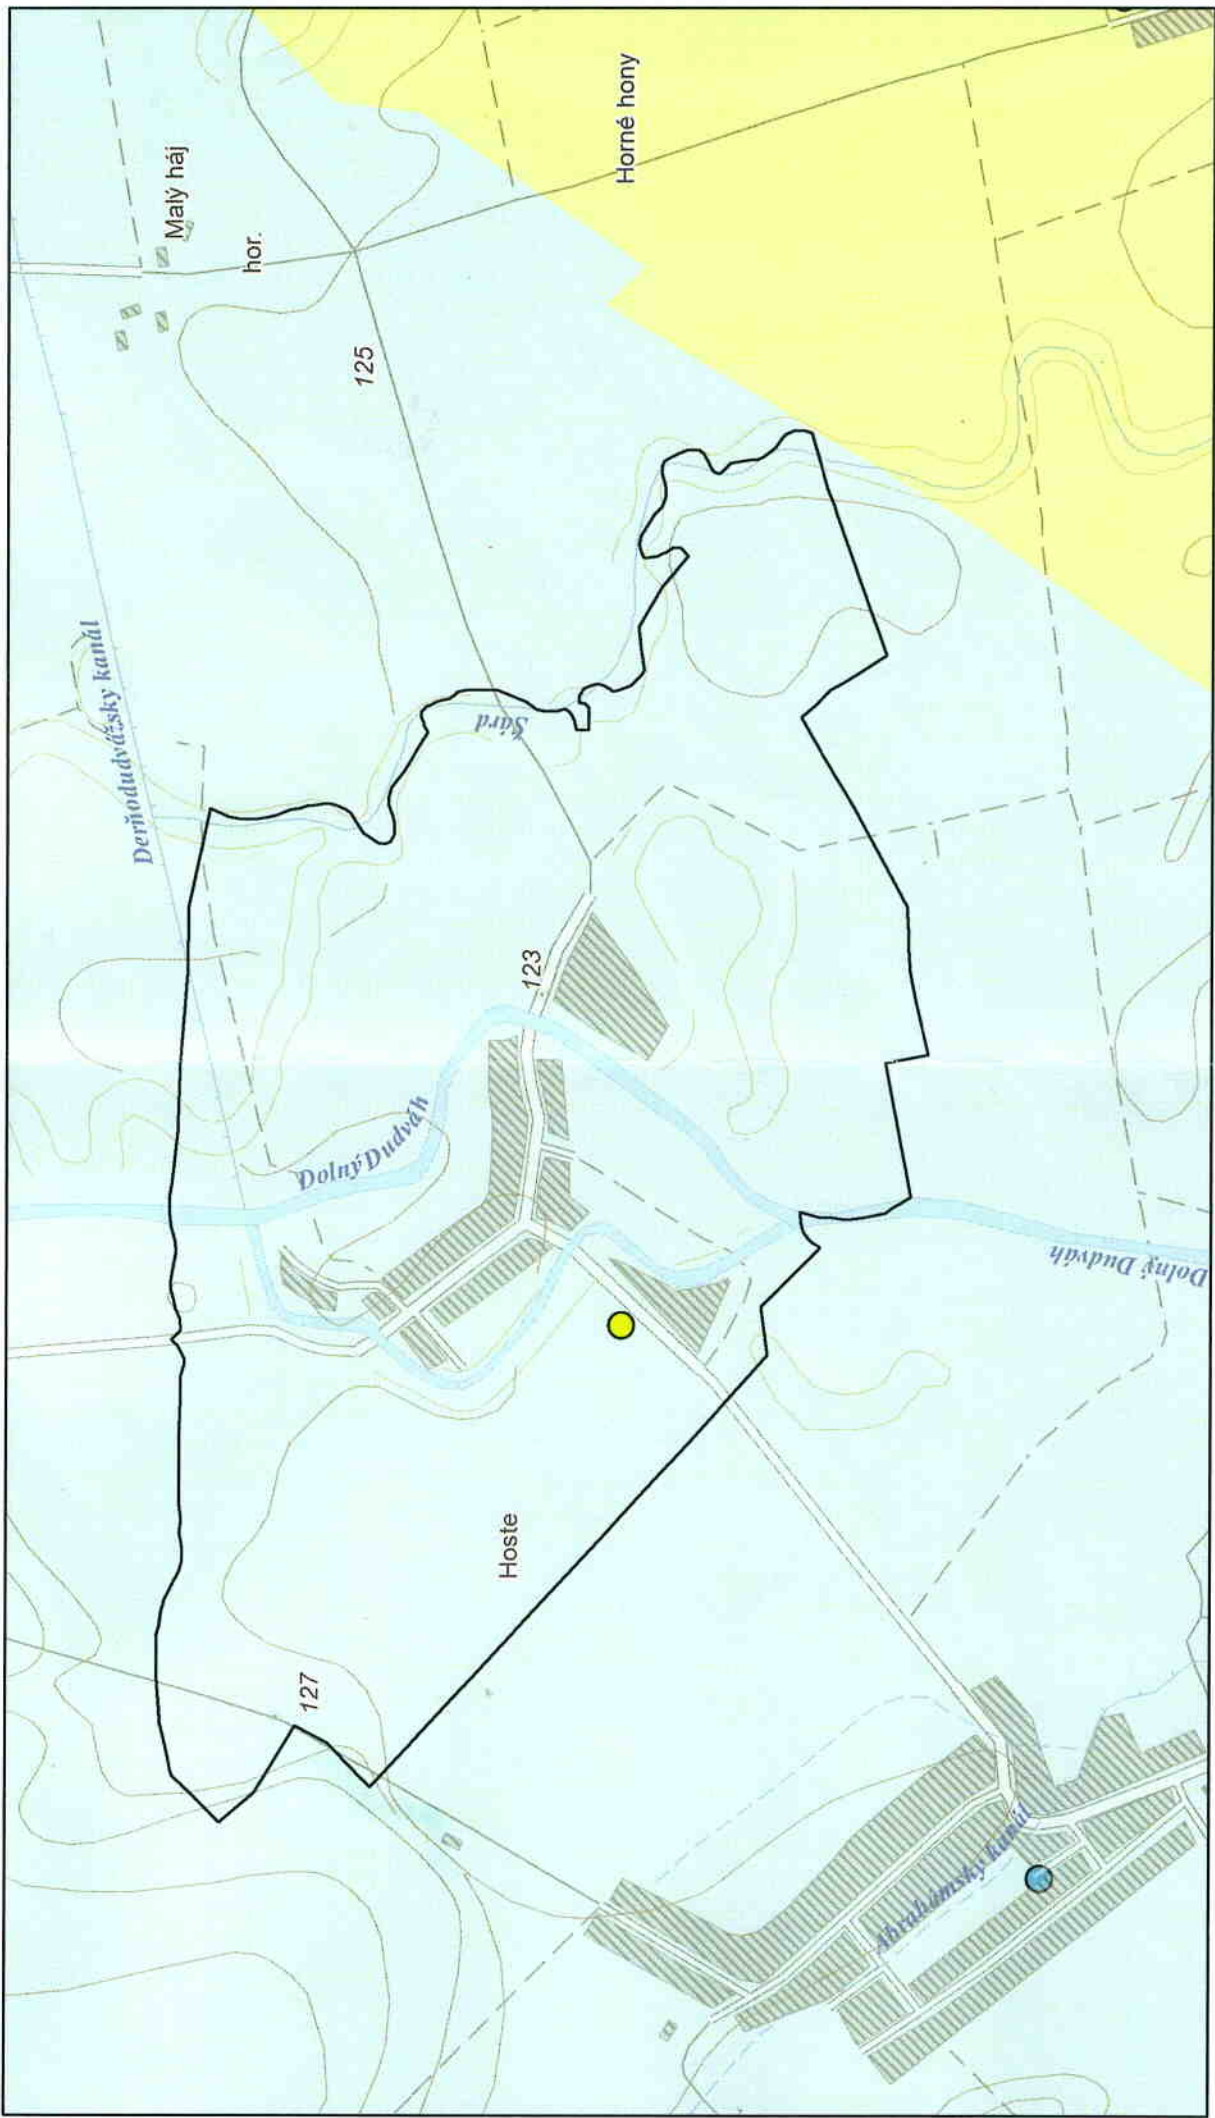 Malý háj
hor.
Horné hony
125
Derňodudvážsky kanál
Šárd
123
Dolný Dudváh
Dolný Dudváh
Hoste
127
Abrahámsky kanál